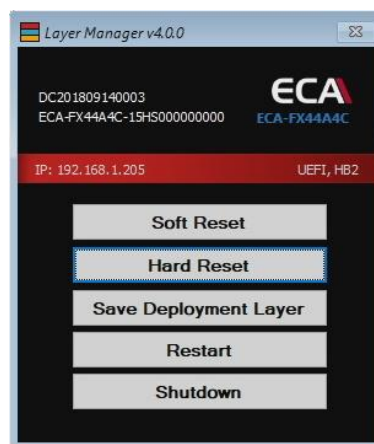 Layer Manager v4.0.0
DC201809140003
ECA-FX44A4C-15HS000000000
ECA
ECA-FX44A4C
IP: 192.168.1.205
UEFI, HB2
Soft Reset
Hard Reset
Save Deployment Layer
Restart
Shutdown